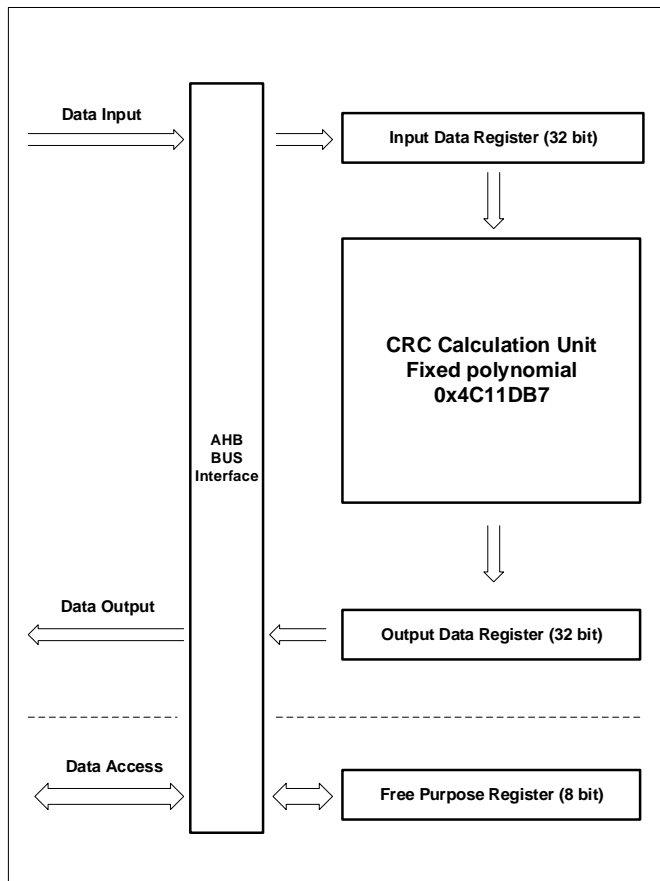 Data Input
Input Data Register (32 bit)
CRC Calculation Unit
Fixed polynomial
0x4C11DB7
AHB
BUS
Interface
Data Output
Output Data Register (32 bit)
Data Access
Free Purpose Register (8 bit)